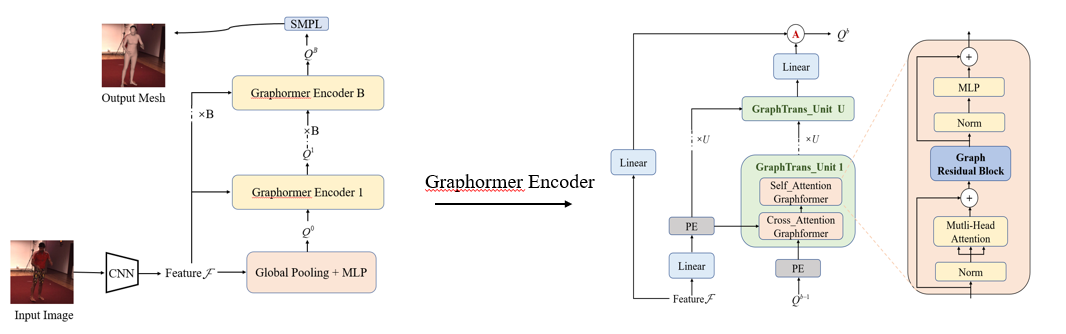 SMPL
Output Mesh
Q^B
Graphormer Encoder B
×B
×B
Q^1
Graphormer Encoder 1
Q^0
CNN
Feature ℱ
Global Pooling + MLP
Input Image
Graphormer Encoder
A
Q^b
Linear
GraphTrans_Unit U
×U
×U
Linear
GraphTrans_Unit 1
Self_Attention
Graphformer
PE
Cross_Attention
Graphformer
Linear
PE
Feature ℱ
Q^{b-1}
+
MLP
Norm
Graph
Residual Block
+
Mutli-Head
Attention
Norm